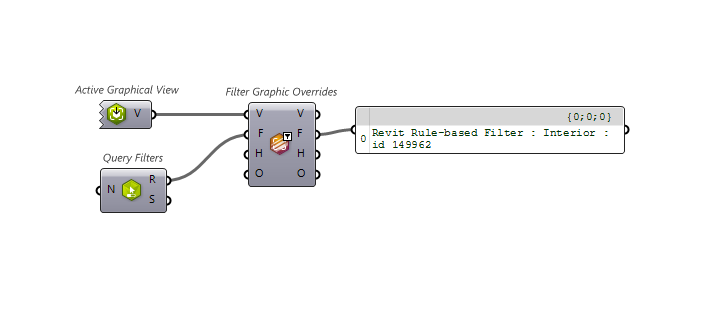 Active Graphical View
V
Query Filters
N
R
S
Filter Graphic Overrides
V V
F F
H H
O O
{0;0;0}
0 Revit Rule-based Filter : Interior :
id 149962